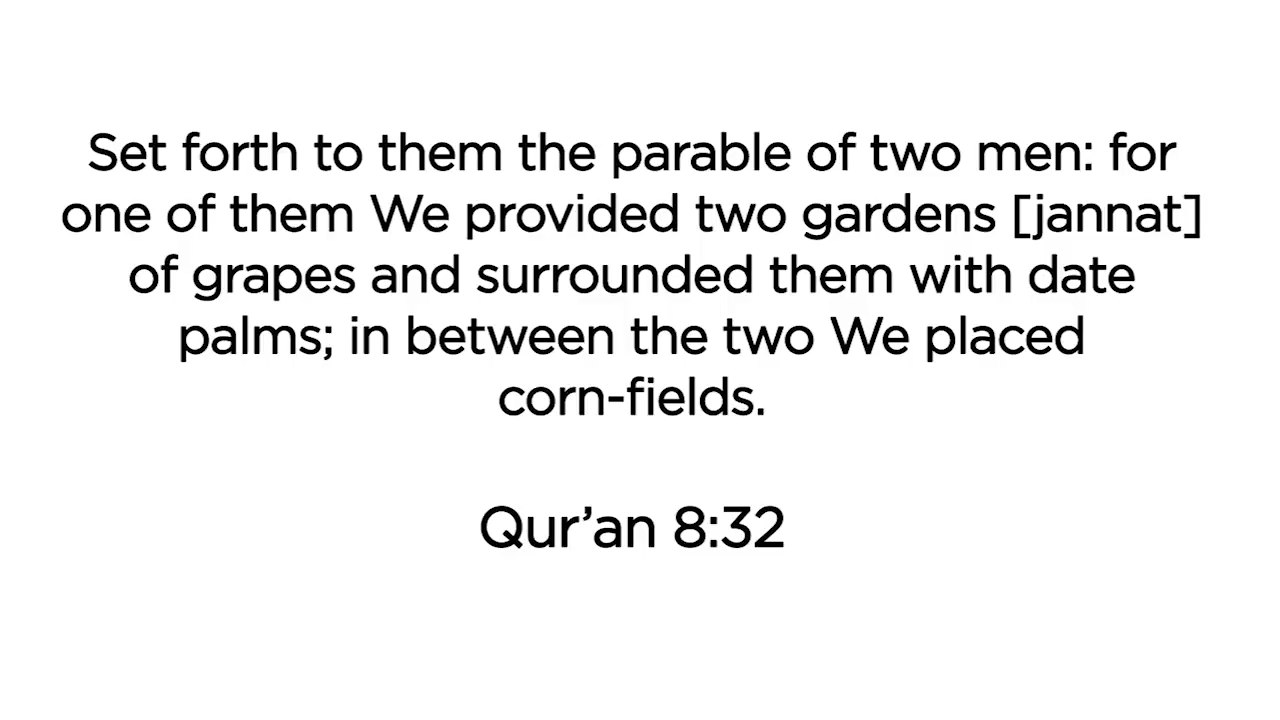 Set forth to them the parable of two men: for
one of them We provided two gardens [jannat]
of grapes and surrounded them with date
palms; in between the two We placed
corn-fields.
Qur’an 8:32